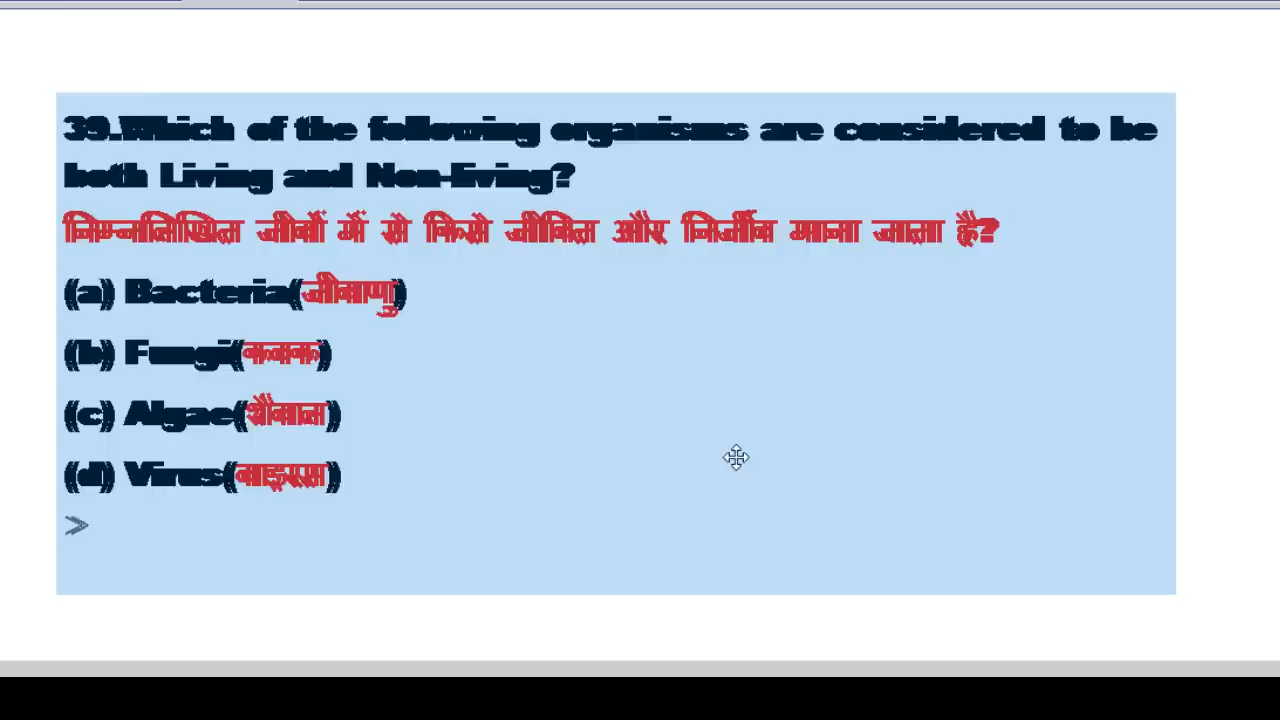 39.Which of the following organisms are considered to be
both Living and Non-living?
निम्नलिखित जीवों में से किसे जीवित और निर्जीव माना जाता है?
(a) Bacteria(जीवाणु)
(b) Fungi(कवक)
(c) Algae(शैवाल)
(d) Virus(वाइरस)
>